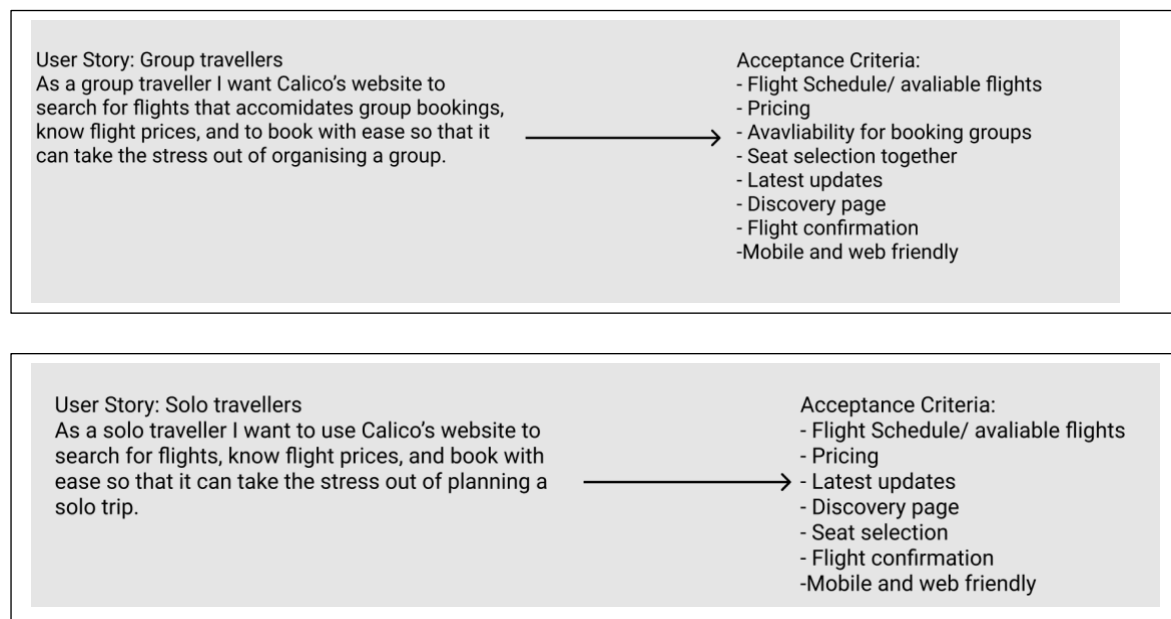 User Story: Group travellers
As a group traveller I want Calico's website to
search for flights that accomidates group bookings,
know flight prices, and to book with ease so that it
can take the stress out of organising a group.
Acceptance Criteria:
- Flight Schedule/ avaliable flights
- Pricing
- Avavliability for booking groups
- Seat selection together
- Latest updates
- Discovery page
- Flight confirmation
-Mobile and web friendly
User Story: Solo travellers
As a solo traveller I want to use Calico's website to
search for flights, know flight prices, and book with
ease so that it can take the stress out of planning a
solo trip.
Acceptance Criteria:
- Flight Schedule/ avaliable flights
- Pricing
- Latest updates
- Discovery page
- Seat selection
- Flight confirmation
-Mobile and web friendly